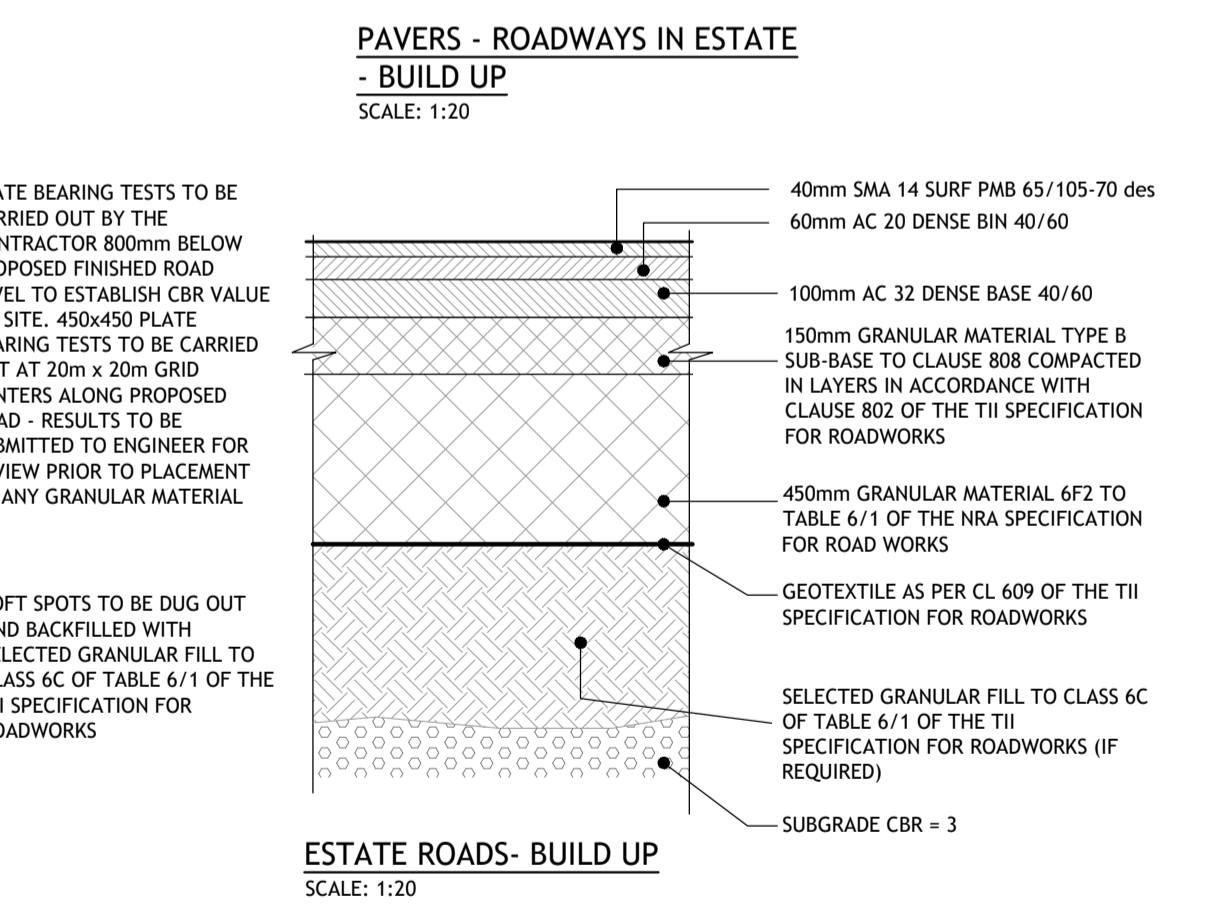 PAVERS - ROADWAYS IN ESTATE
- BUILD UP
SCALE: 1:20
ATE BEARING TESTS TO BE
RRIED OUT BY THE
NTRACTOR 800mm BELOW
OPOSED FINISHED ROAD
VEL TO ESTABLISH CBR VALUE
SITE. 450x450 PLATE
ARING TESTS TO BE CARRIED
T AT 20m x 20m GRID
NTERS ALONG PROPOSED
AD - RESULTS TO BE
BMITTED TO ENGINEER FOR
VIEW PRIOR TO PLACEMENT
ANY GRANULAR MATERIAL
OFT SPOTS TO BE DUG OUT
ND BACKFILLED WITH
ELECTED GRANULAR FILL TO
LASS 6C OF TABLE 6/1 OF THE
I SPECIFICATION FOR
OADWORKS
40mm SMA 14 SURF PMB 65/105-70 des
60mm AC 20 DENSE BIN 40/60
100mm AC 32 DENSE BASE 40/60
150mm GRANULAR MATERIAL TYPE B
SUB-BASE TO CLAUSE 808 COMPACTED
IN LAYERS IN ACCORDANCE WITH
CLAUSE 802 OF THE TII SPECIFICATION
FOR ROADWORKS
450mm GRANULAR MATERIAL 6F2 TO
TABLE 6/1 OF THE NRA SPECIFICATION
FOR ROAD WORKS
GEOTEXTILE AS PER CL 609 OF THE TII
SPECIFICATION FOR ROADWORKS
SELECTED GRANULAR FILL TO CLASS 6C
OF TABLE 6/1 OF THE TII
SPECIFICATION FOR ROADWORKS (IF
REQUIRED)
SUBGRADE CBR = 3
ESTATE ROADS- BUILD UP
SCALE: 1:20